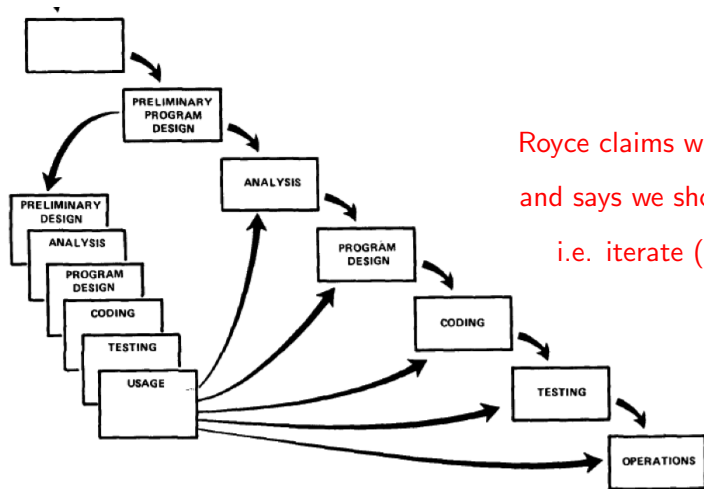 PRELIMINARY
PROGRAM
DESIGN
ANALYSIS
PROGRAM
DESIGN
CODING
TESTING
OPERATIONS
PRELIMINARY
DESIGN
ANALYSIS
PROGRAM
DESIGN
CODING
TESTING
USAGE
Royce claims w
and says we sho
i.e. iterate (